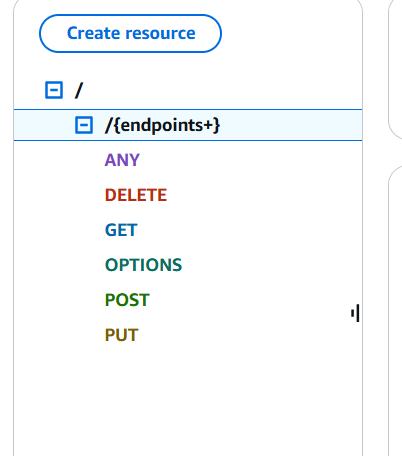 Create resource
/
/{endpoints+}
ANY
DELETE
GET
OPTIONS
POST
PUT